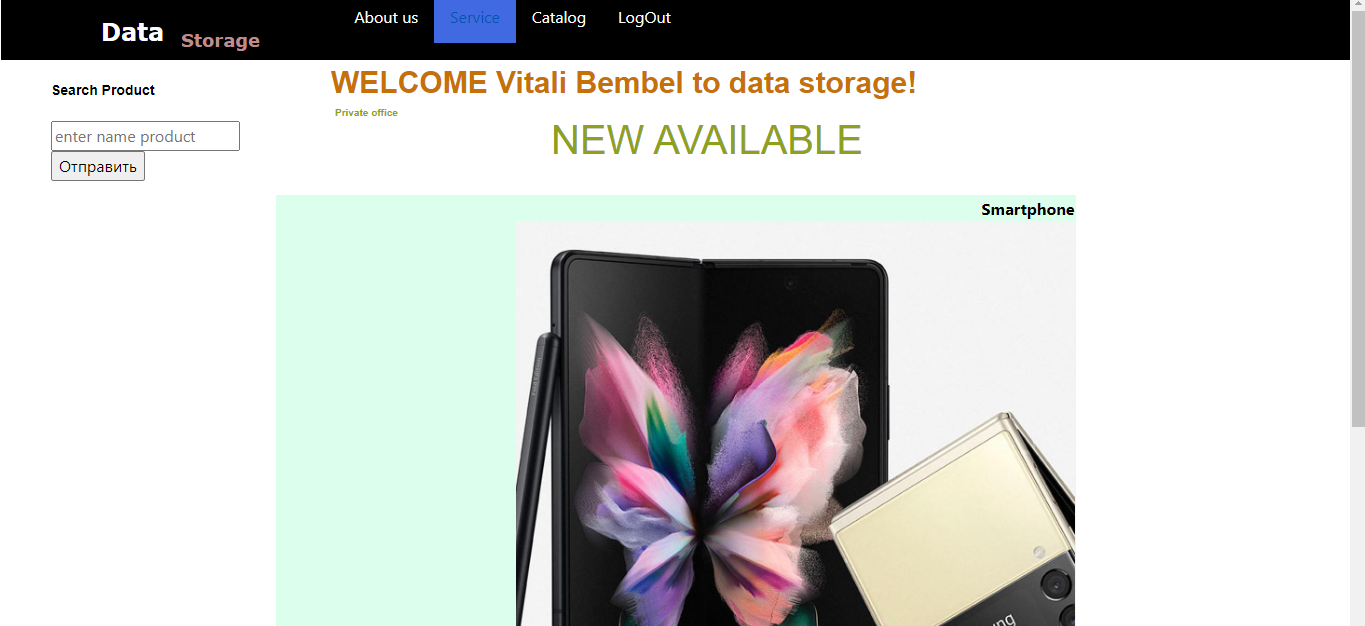 Data Storage
About us Service Catalog LogOut
Search Product
enter name product
Отправить
WELCOME Vitali Bembel to data storage!
Private office
NEW AVAILABLE
Smartphone